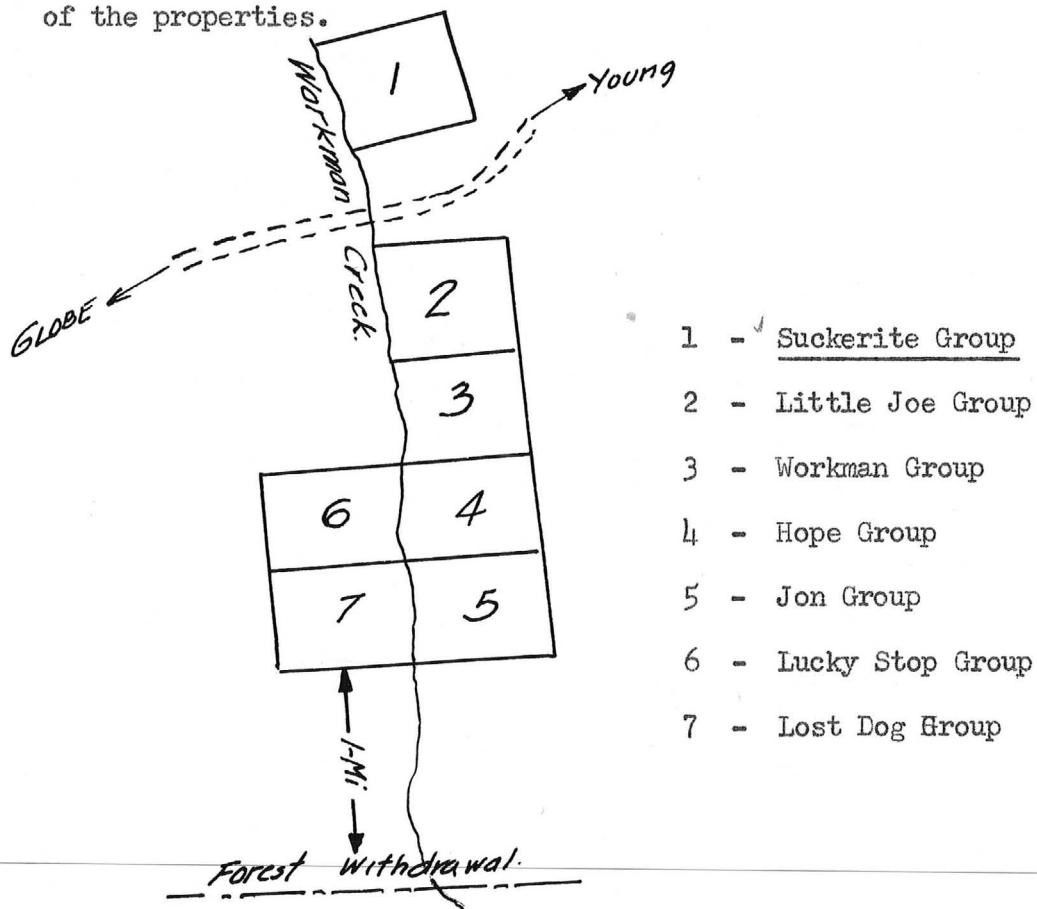 of the properties.
1
Workman Creek.
Young
GLOBE
2
3
6 4
7 5
1-Mi
Forest Withdrawal.
1 - Suckerite Group
2 - Little Joe Group
3 - Workman Group
4 - Hope Group
5 - Jon Group
6 - Lucky Stop Group
7 - Lost Dog Hroup